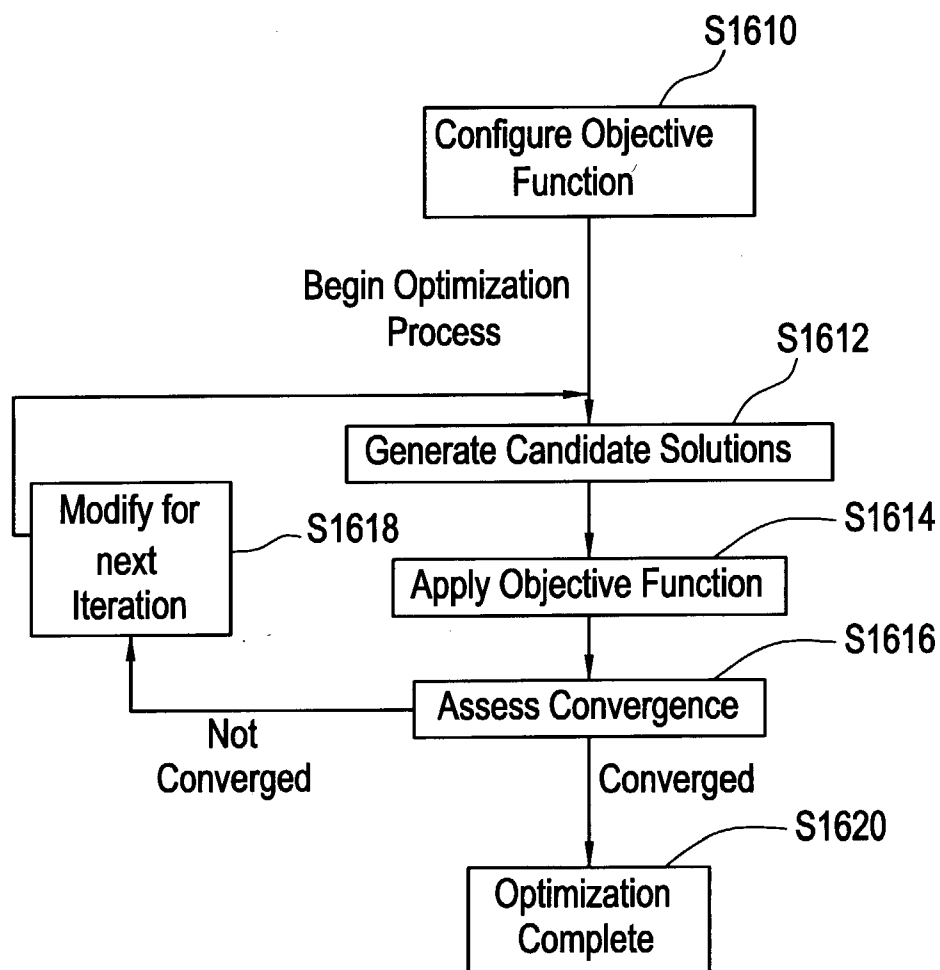 S1610
Configure Objective
Function
Begin Optimization
Process
S1612
Generate Candidate Solutions
Modify for
next
Iteration
S1618
S1614
Apply Objective Function
S1616
Assess Convergence
Not
Converged
Converged
S1620
Optimization
Complete